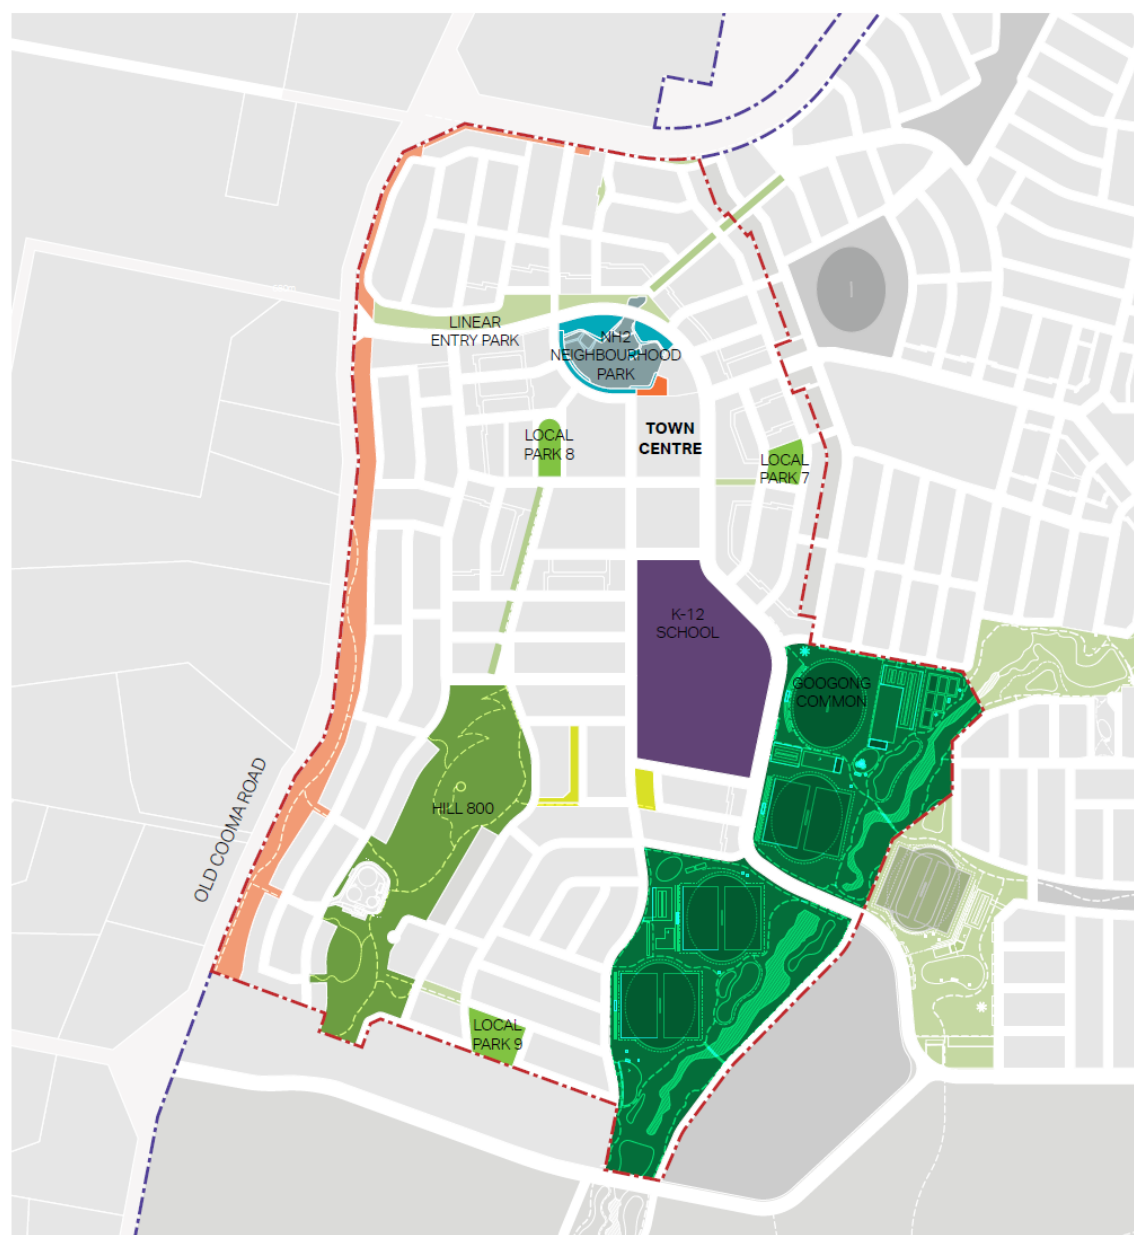 LINEAR
ENTRY PARK
NH2
NEIGHBOURHOOD
PARK
TOWN
CENTRE
LOCAL
PARK 8
LOCAL
PARK 7
K-12
SCHOOL
GOOGONG
COMMON
HILL 800
OLD COOMA ROAD
LOCAL
PARK 9